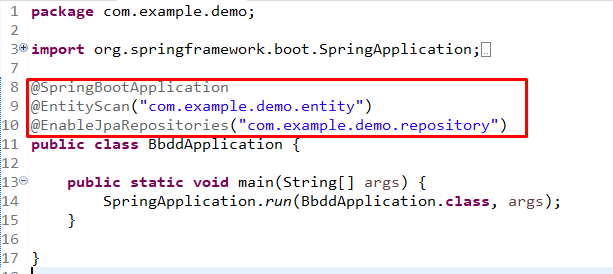 1 package com.example.demo;
2
3 import org.springframework.boot.SpringApplication;
7
8 @SpringBootApplication
9 @EntityScan("com.example.demo.entity")
10 @EnableJpaRepositories("com.example.demo.repository")
11 public class BbddApplication {
12
13 public static void main(String[] args) {
14 SpringApplication.run(BbddApplication.class, args);
15 }
16
17 }